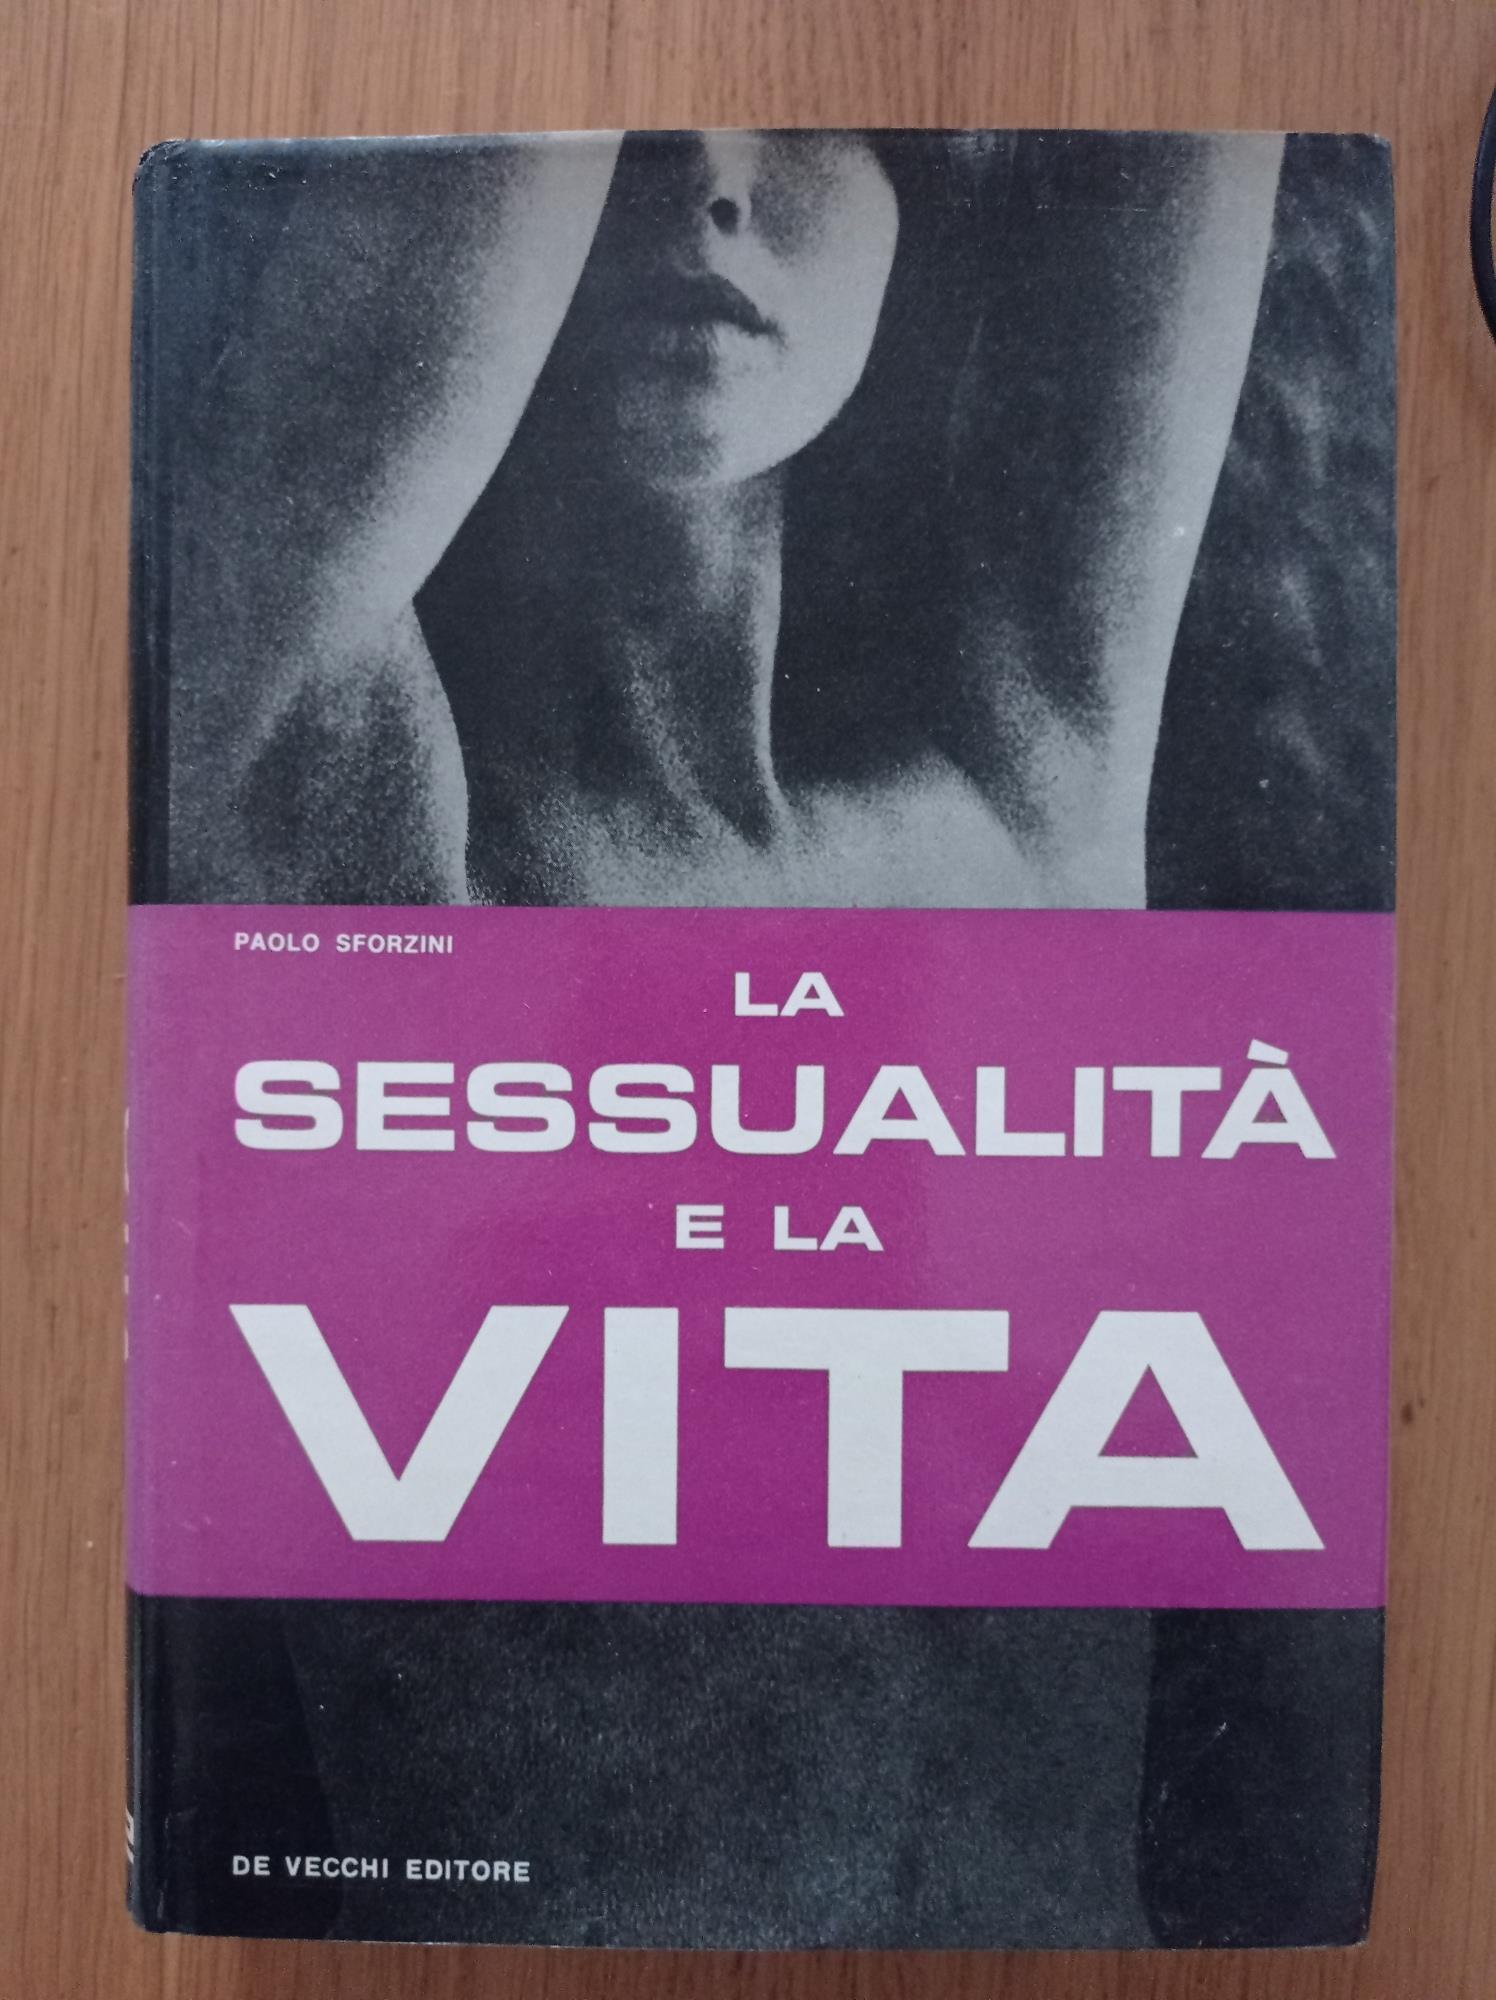 PAOLO SFORZINI
LA
SESSUALITÀ
E LA
VITA
DE VECCHI EDITORE